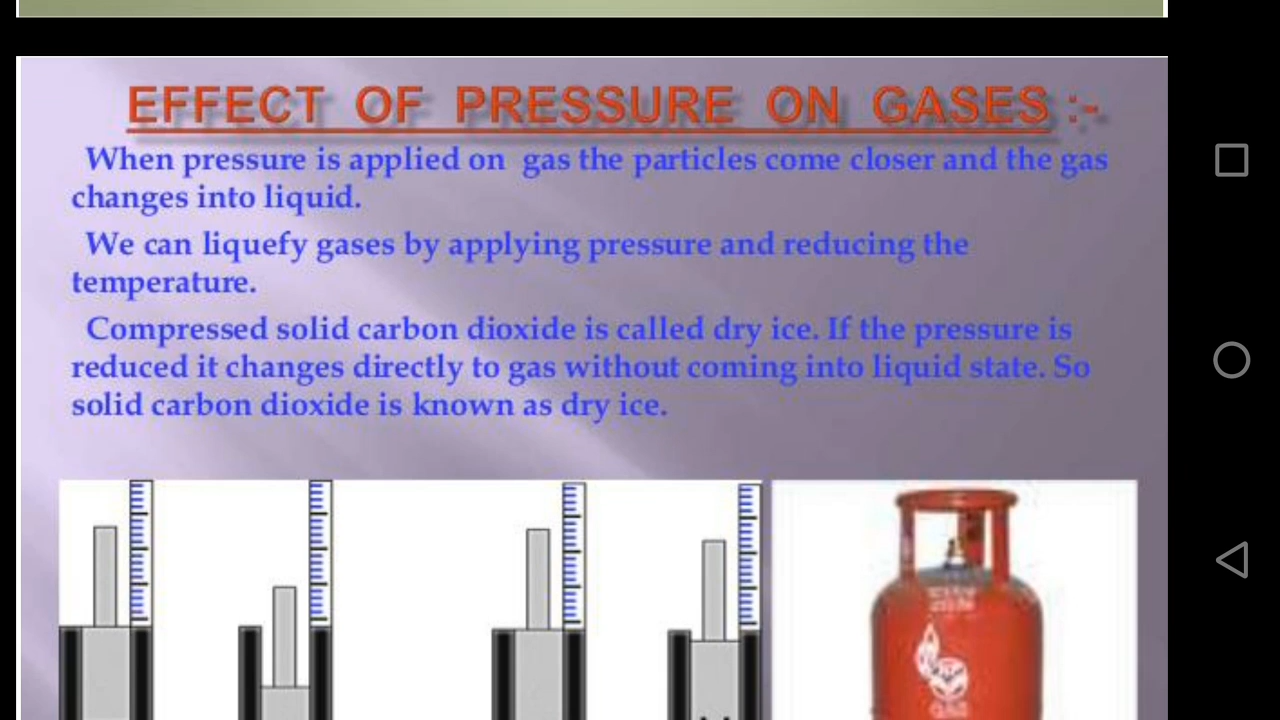 EFFECT OF PRESSURE ON GASES :-
When pressure is applied on gas the particles come closer and the gas
changes into liquid.
We can liquefy gases by applying pressure and reducing the
temperature.
Compressed solid carbon dioxide is called dry ice. If the pressure is
reduced it changes directly to gas without coming into liquid state. So
solid carbon dioxide is known as dry ice.